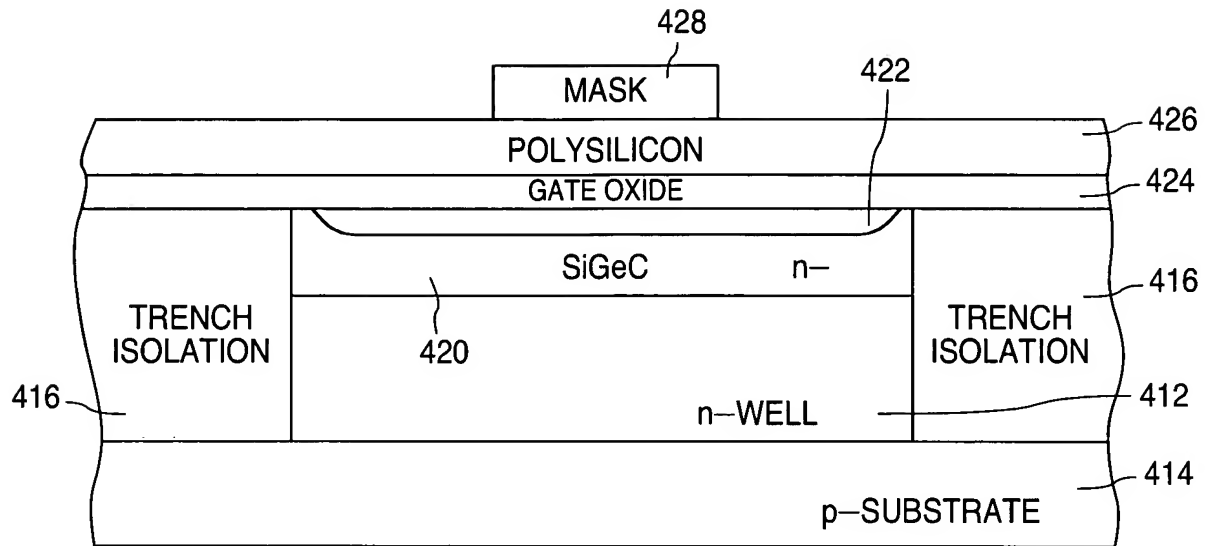 428
MASK
422
426
POLYSILICON
GATE OXIDE
424
SiGeC n–
416
TRENCH
ISOLATION
TRENCH
ISOLATION
420
416
n–WELL
412
414
p–SUBSTRATE